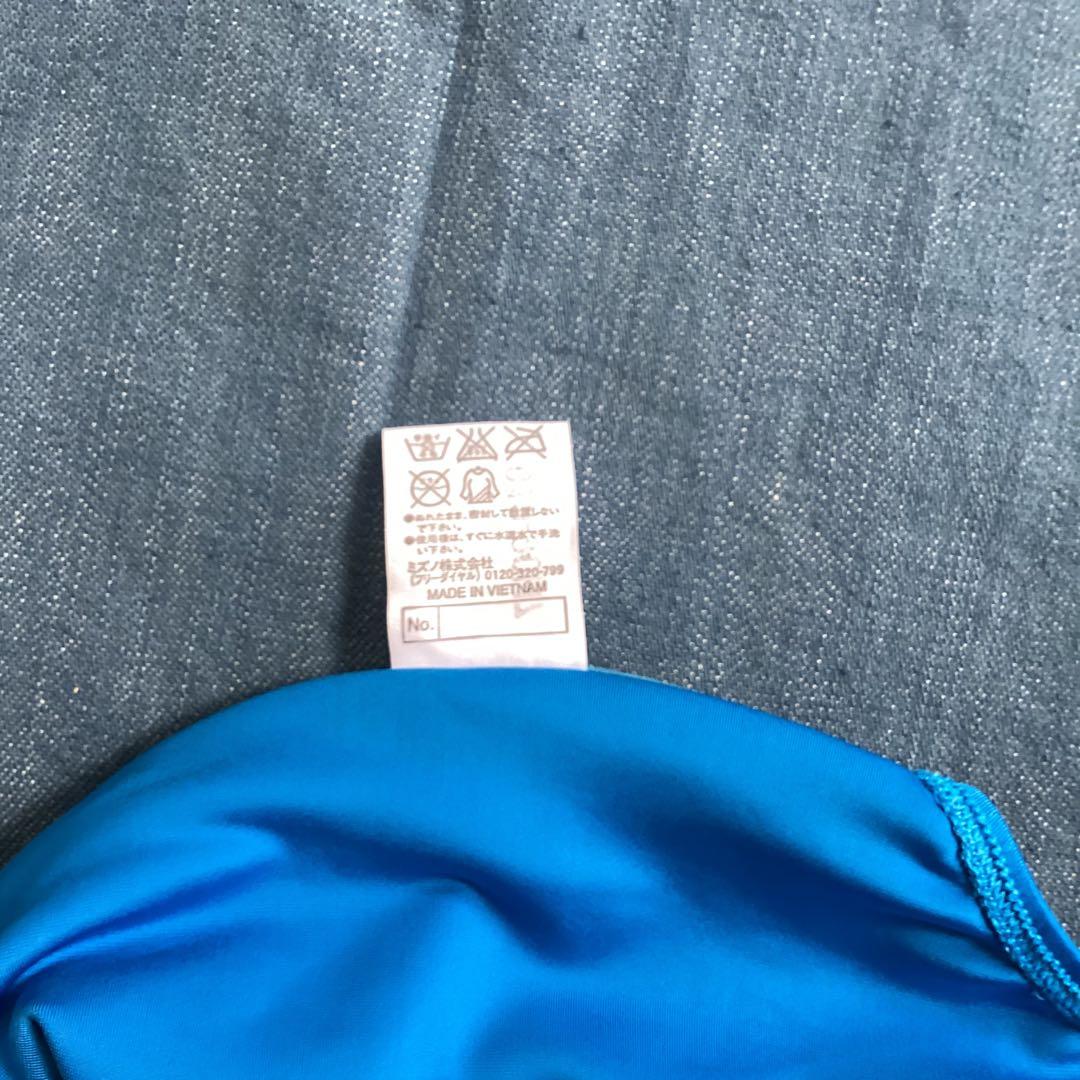 ●ぬれたまま、密封して放置しない
で下さい。
●使用後は、すぐに水道水で手洗
い下さい。
ミズノ株式会社
(フリーダイヤル) 0120-320-799
MADE IN VIETNAM
No.